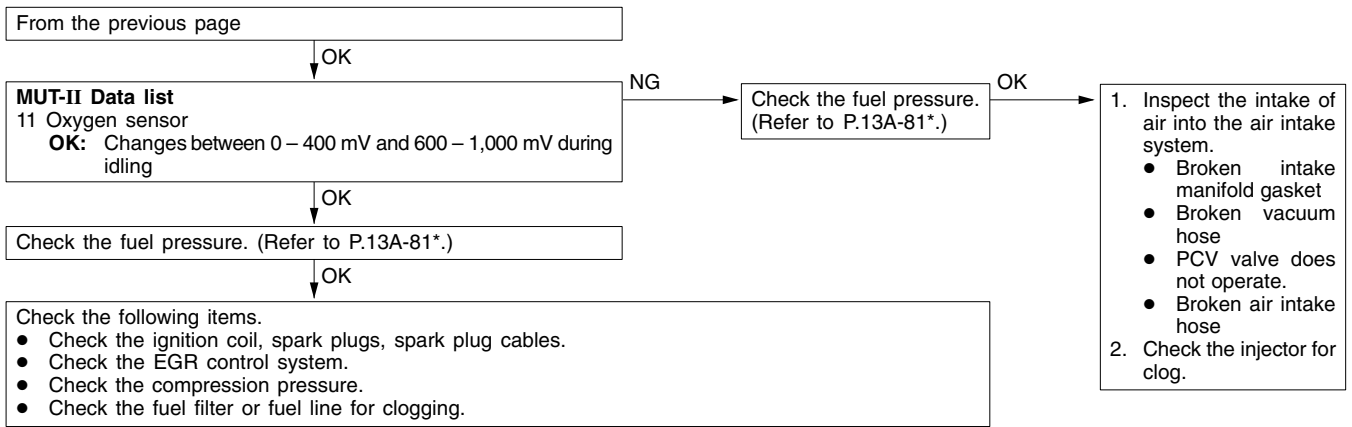 From the previous page
OK
MUT-II Data list
11 Oxygen sensor
OK: Changes between 0 – 400 mV and 600 – 1,000 mV during
idling
NG
Check the fuel pressure.
(Refer to P.13A-81*.)
OK
1. Inspect the intake of
air into the air intake
system.
● Broken intake
manifold gasket
● Broken vacuum
hose
● PCV valve does
not operate.
● Broken air intake
hose
2. Check the injector for
clog.
OK
Check the fuel pressure. (Refer to P.13A-81*.)
OK
Check the following items.
● Check the ignition coil, spark plugs, spark plug cables.
● Check the EGR control system.
● Check the compression pressure.
● Check the fuel filter or fuel line for clogging.